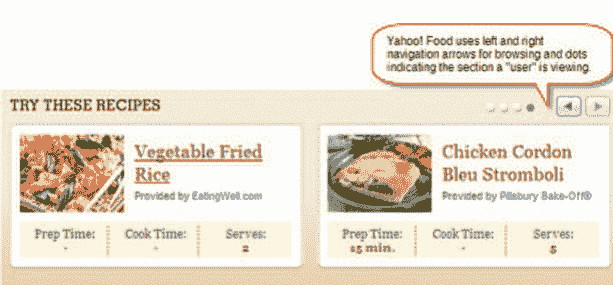 Yahoo! Food uses left and right
navigation arrows for browsing and dots
indicating the section a "user" is viewing.
TRY THESE RECIPES
Vegetable Fried
Rice
Provided by EatingWell.com
Prep Time: Cook Time: Serves:
- - 2
Chicken Cordon
Bleu Stromboli
Provided by Pillsbury Bake-Off®
Prep Time: Cook Time: Serves:
15 min. - 5